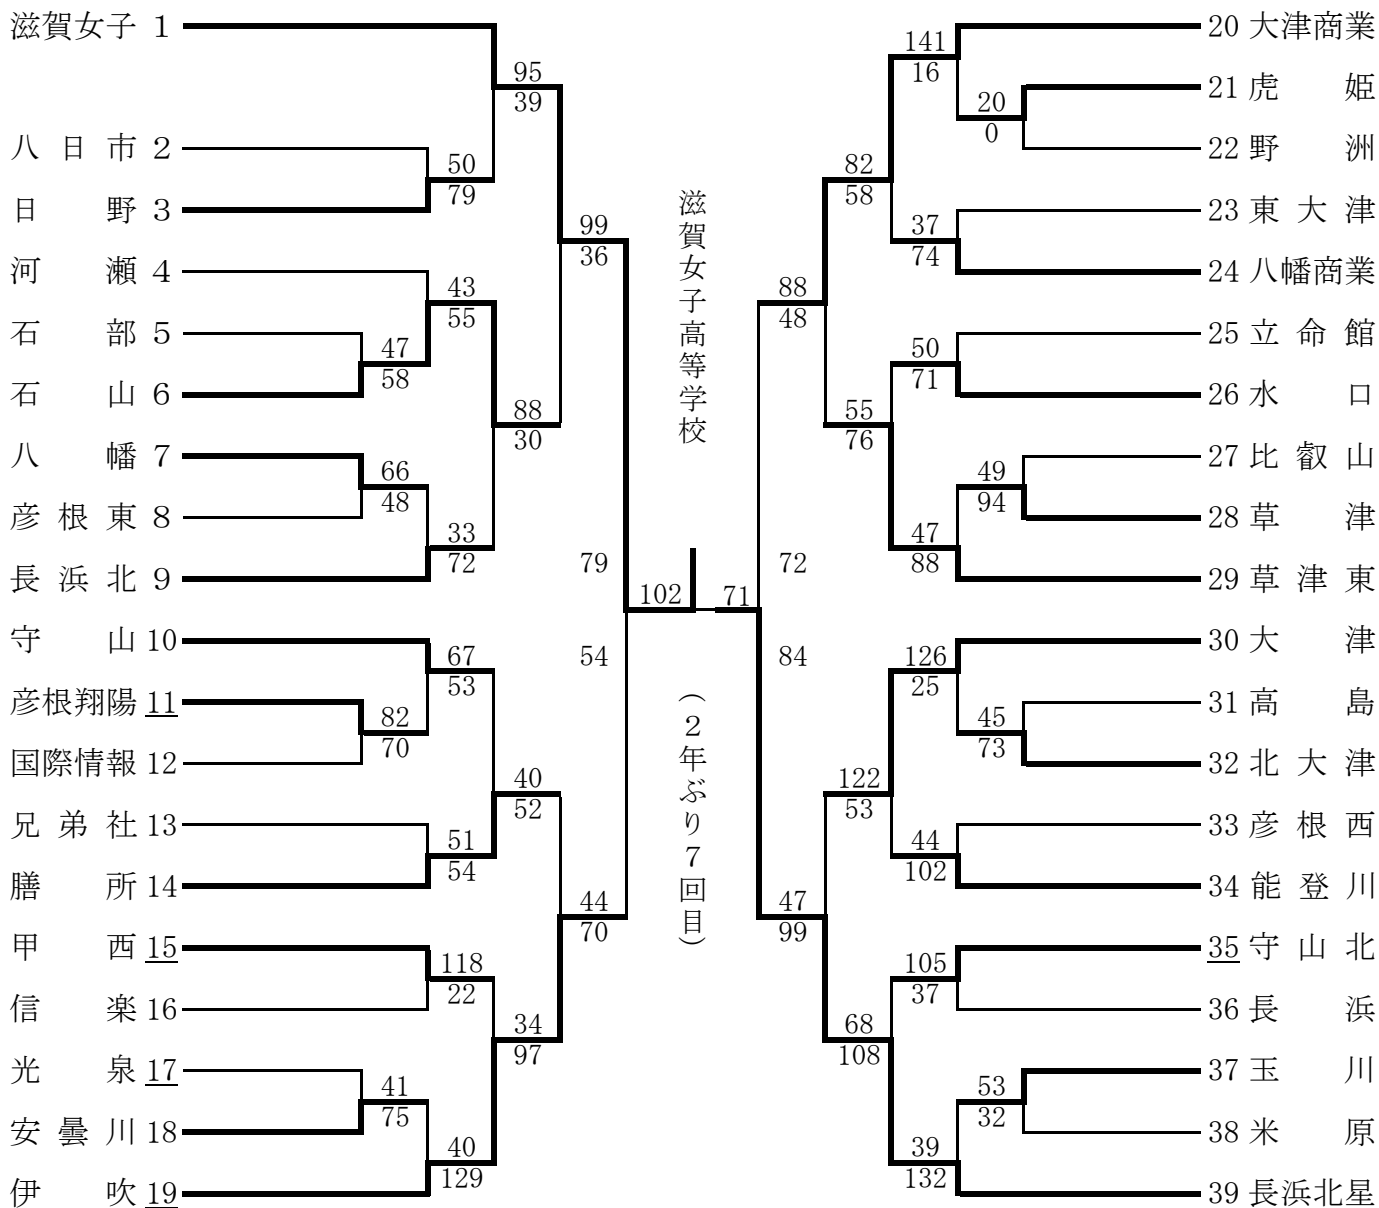 滋賀女子 1
八日市 2
日野 3
河瀬 4
石部 5
石山 6
八幡 7
彦根東 8
長浜北 9
守山 10
彦根翔陽 11
国際情報 12
兄弟社 13
膳所 14
甲西 15
信楽 16
光泉 17
安曇川 18
伊吹 19
95
39
50
79
43
55
47
58
66
48
33
72
88
30
99
36
67
53
82
70
40
52
51
54
118
22
34
97
41
75
40
129
44
70
79
54
102
滋賀女子高等学校
（2年ぶり7回目）
71
72
84
88
48
82
58
141
16
20
0
37
74
50
71
55
76
49
94
47
88
126
25
45
73
122
53
44
102
47
99
105
37
68
108
53
32
39
132
20 大津商業
21 虎姫
22 野洲
23 東大津
24 八幡商業
25 立命館
26 水口
27 比叡山
28 草津
29 草津東
30 大津
31 高島
32 北大津
33 彦根西
34 能登川
35 守山北
36 長浜
37 玉川
38 米原
39 長浜北星